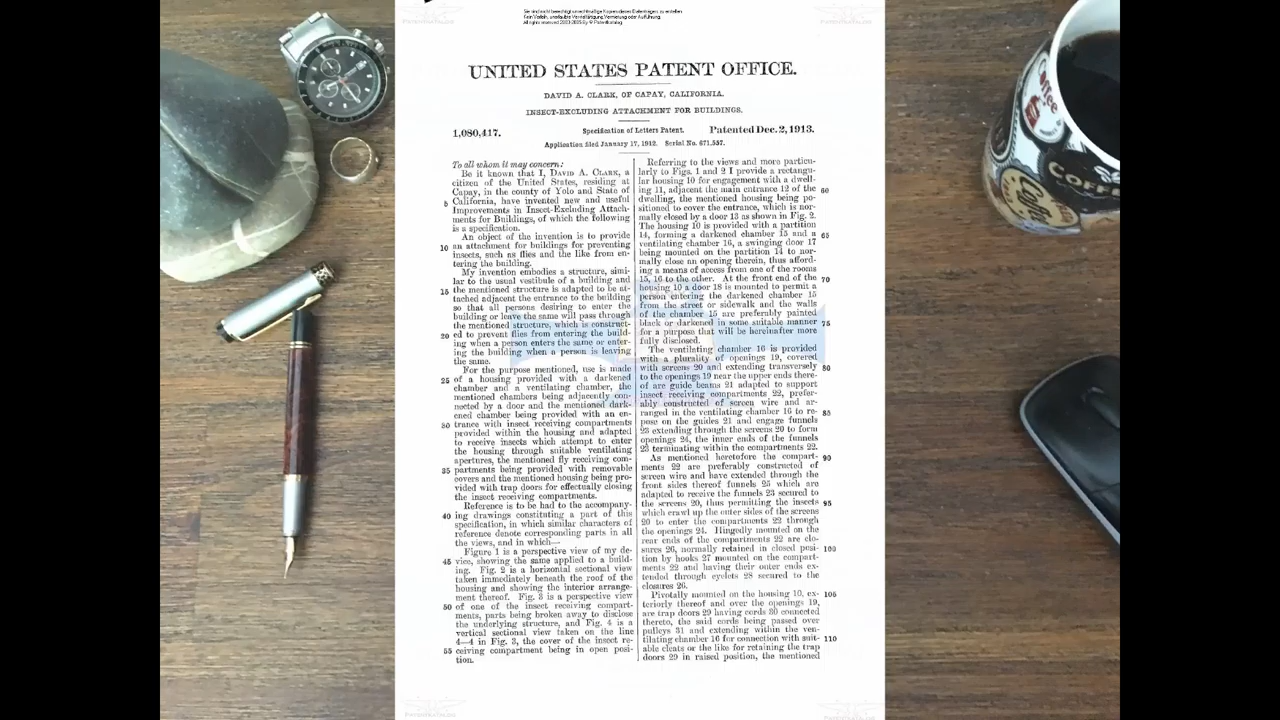 Alle Rechte vorbehalten
All rights reserved
UNITED STATES PATENT OFFICE.
DAVID A. CLARK, OF CAPAY, CALIFORNIA.
INSECT-EXCLUDING ATTACHMENT FOR BUILDINGS.
1,080,417. Specification of Letters Patent. Patented Dec. 2, 1913.
Application filed January 17, 1912. Serial No. 671,557.
To all whom it may concern:
Be it known that I, DAVID A. CLARK, a
citizen of the United States, residing at
Capay, in the county of Yolo and State of
5 California, have invented new and useful
Improvements in Insect-Excluding Attach-
ments for Buildings, of which the following
is a specification.
An object of the invention is to provide
10 an attachment for buildings for preventing
insects, such as flies and the like from en-
tering the building.
My invention embodies a structure, simi-
lar to the usual vestibule of a building and
15 the mentioned structure is adapted to be at-
tached adjacent the entrance to the building
so that all persons desiring to enter the
building or leave the same will pass through
the mentioned structure, which is construct-
20 ed to prevent flies from entering the build-
ing when a person enters the same or enter-
ing the building when a person is leaving
the same.
For the purpose mentioned, use is made
25 of a housing provided with a darkened
chamber and a ventilating chamber, the
mentioned chambers being adjacently con-
nected by a door and the mentioned dark-
ened chamber being provided with an en-
30 trance with insect receiving compartments
provided within the housing and adapted
to receive insects which attempt to enter
the housing through suitable ventilating
apertures, the mentioned fly receiving com-
35 partments being provided with removable
covers and the mentioned housing being pro-
vided with trap doors for effectually closing
the insect receiving compartments.
Reference is to be had to the accompany-
40 ing drawings constituting a part of this
specification, in which similar characters of
reference denote corresponding parts in all
the views, and in which—
Figure 1 is a perspective view of my de-
45 vice, showing the same applied to a build-
ing. Fig. 2 is a horizontal sectional view
taken immediately beneath the roof of the
housing and showing the interior arrange-
ment thereof. Fig. 3 is a perspective view
50 of one of the insect receiving compart-
ments, parts being broken away to disclose
the underlying structure, and Fig. 4 is a
vertical sectional view taken on the line
4—4 in Fig. 3, the cover of the insect re-
55 ceiving compartment being in open posi-
tion.
Referring to the views and more particu-
larly to Figs. 1 and 2 I provide a rectangu-
lar housing 10 for engagement with a dwell-
ing 11, adjacent the main entrance 12 of the 60
dwelling, the mentioned housing being po-
sitioned to cover the entrance, which is nor-
mally closed by a door 13 as shown in Fig. 2.
The housing 10 is provided with a partition
14, forming a darkened chamber 15 and a 65
ventilating chamber 16, a swinging door 17
being mounted on the partition 14 to nor-
mally close an opening therein, thus afford-
ing a means of access from one of the rooms
15, 16 to the other. At the front end of the 70
housing 10 a door 18 is mounted to permit a
person entering the darkened chamber 15
from the street or sidewalk and the walls
of the chamber 15 are preferably painted
black or darkened in some suitable manner 75
for a purpose that will be hereinafter more
fully disclosed.
The ventilating chamber 16 is provided
with a plurality of openings 19, covered
with screens 20 and extending transversely 80
to the openings 19 near the upper ends there-
of are guide beams 21 adapted to support
insect receiving compartments 22, prefer-
ably constructed of screen wire and ar-
ranged in the ventilating chamber 16 to re- 85
pose on the guides 21 and engage funnels
23 extending through the screens 20 to form
openings 24, the inner ends of the funnels
23 terminating within the compartments 22.
As mentioned heretofore the compart- 90
ments 22 are preferably constructed of
screen wire and have extended through the
front sides thereof funnels 25 which are
adapted to receive the funnels 23 secured to
the screens 20, thus permitting the insects 95
which crawl up the outer sides of the screens
20 to enter the compartments 22 through
the openings 24. Hingedly mounted on the
rear ends of the compartments 22 are clo-
sures 26, normally retained in closed posi- 100
tion by hooks 27 mounted on the compart-
ments 22 and having their outer ends ex-
tended through eyelets 28 secured to the
closures 26.
Pivotally mounted on the housing 10, ex- 105
teriorly thereof and over the openings 19,
are trap doors 29 having cords 30 connected
thereto, the said cords being passed over
pulleys 31 and extending within the ven-
tilating chamber 16 for connection with suit- 110
able cleats or the like for retaining the trap
doors 29 in raised position, the mentioned